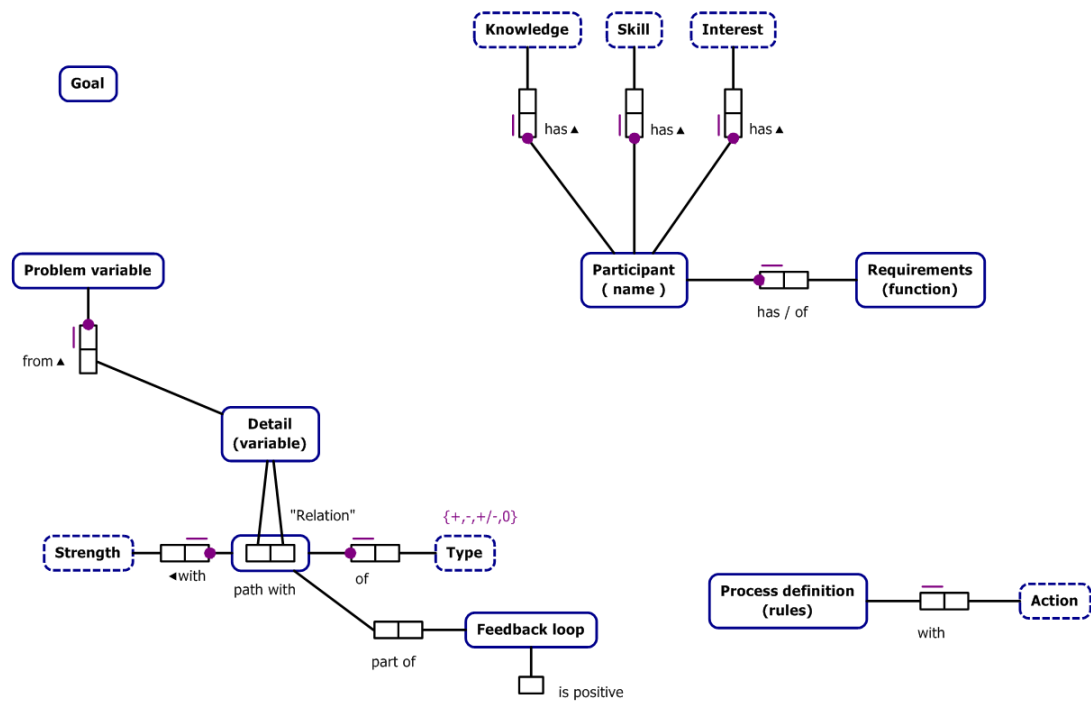 Knowledge
Skill
Interest
Goal
has ▲
has ▲
has ▲
Problem variable
Participant
( name )
Requirements
(function)
has / of
from ▲
Detail
(variable)
"Relation"
{+,-,+/-,0}
Strength
Type
◄with
path with
of
Process definition
(rules)
Action
Feedback loop
with
part of
is positive